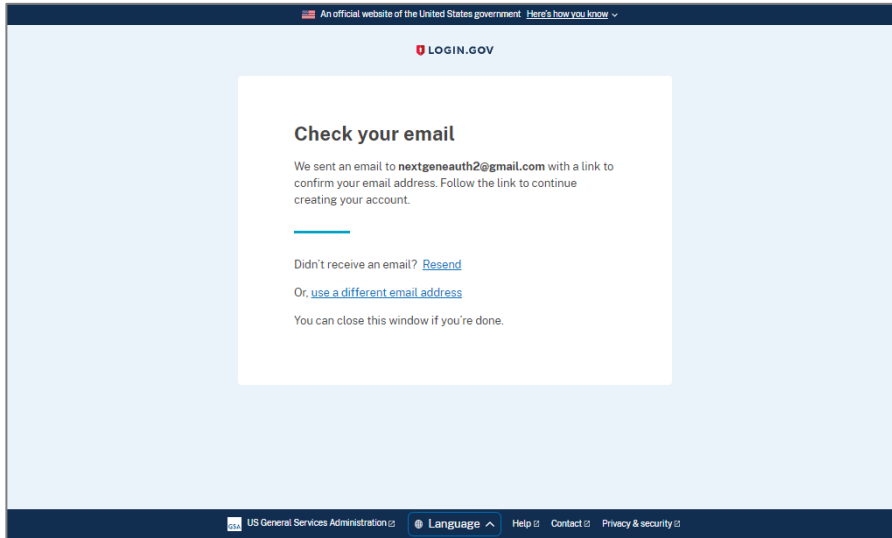 An official website of the United States government Here's how you know
LOGIN.GOV
Check your email
We sent an email to nextgeneauth2@gmail.com with a link to
confirm your email address. Follow the link to continue
creating your account.
Didn't receive an email? Resend
Or, use a different email address
You can close this window if you're done.
GSA US General Services Administration Language Help Contact Privacy & security